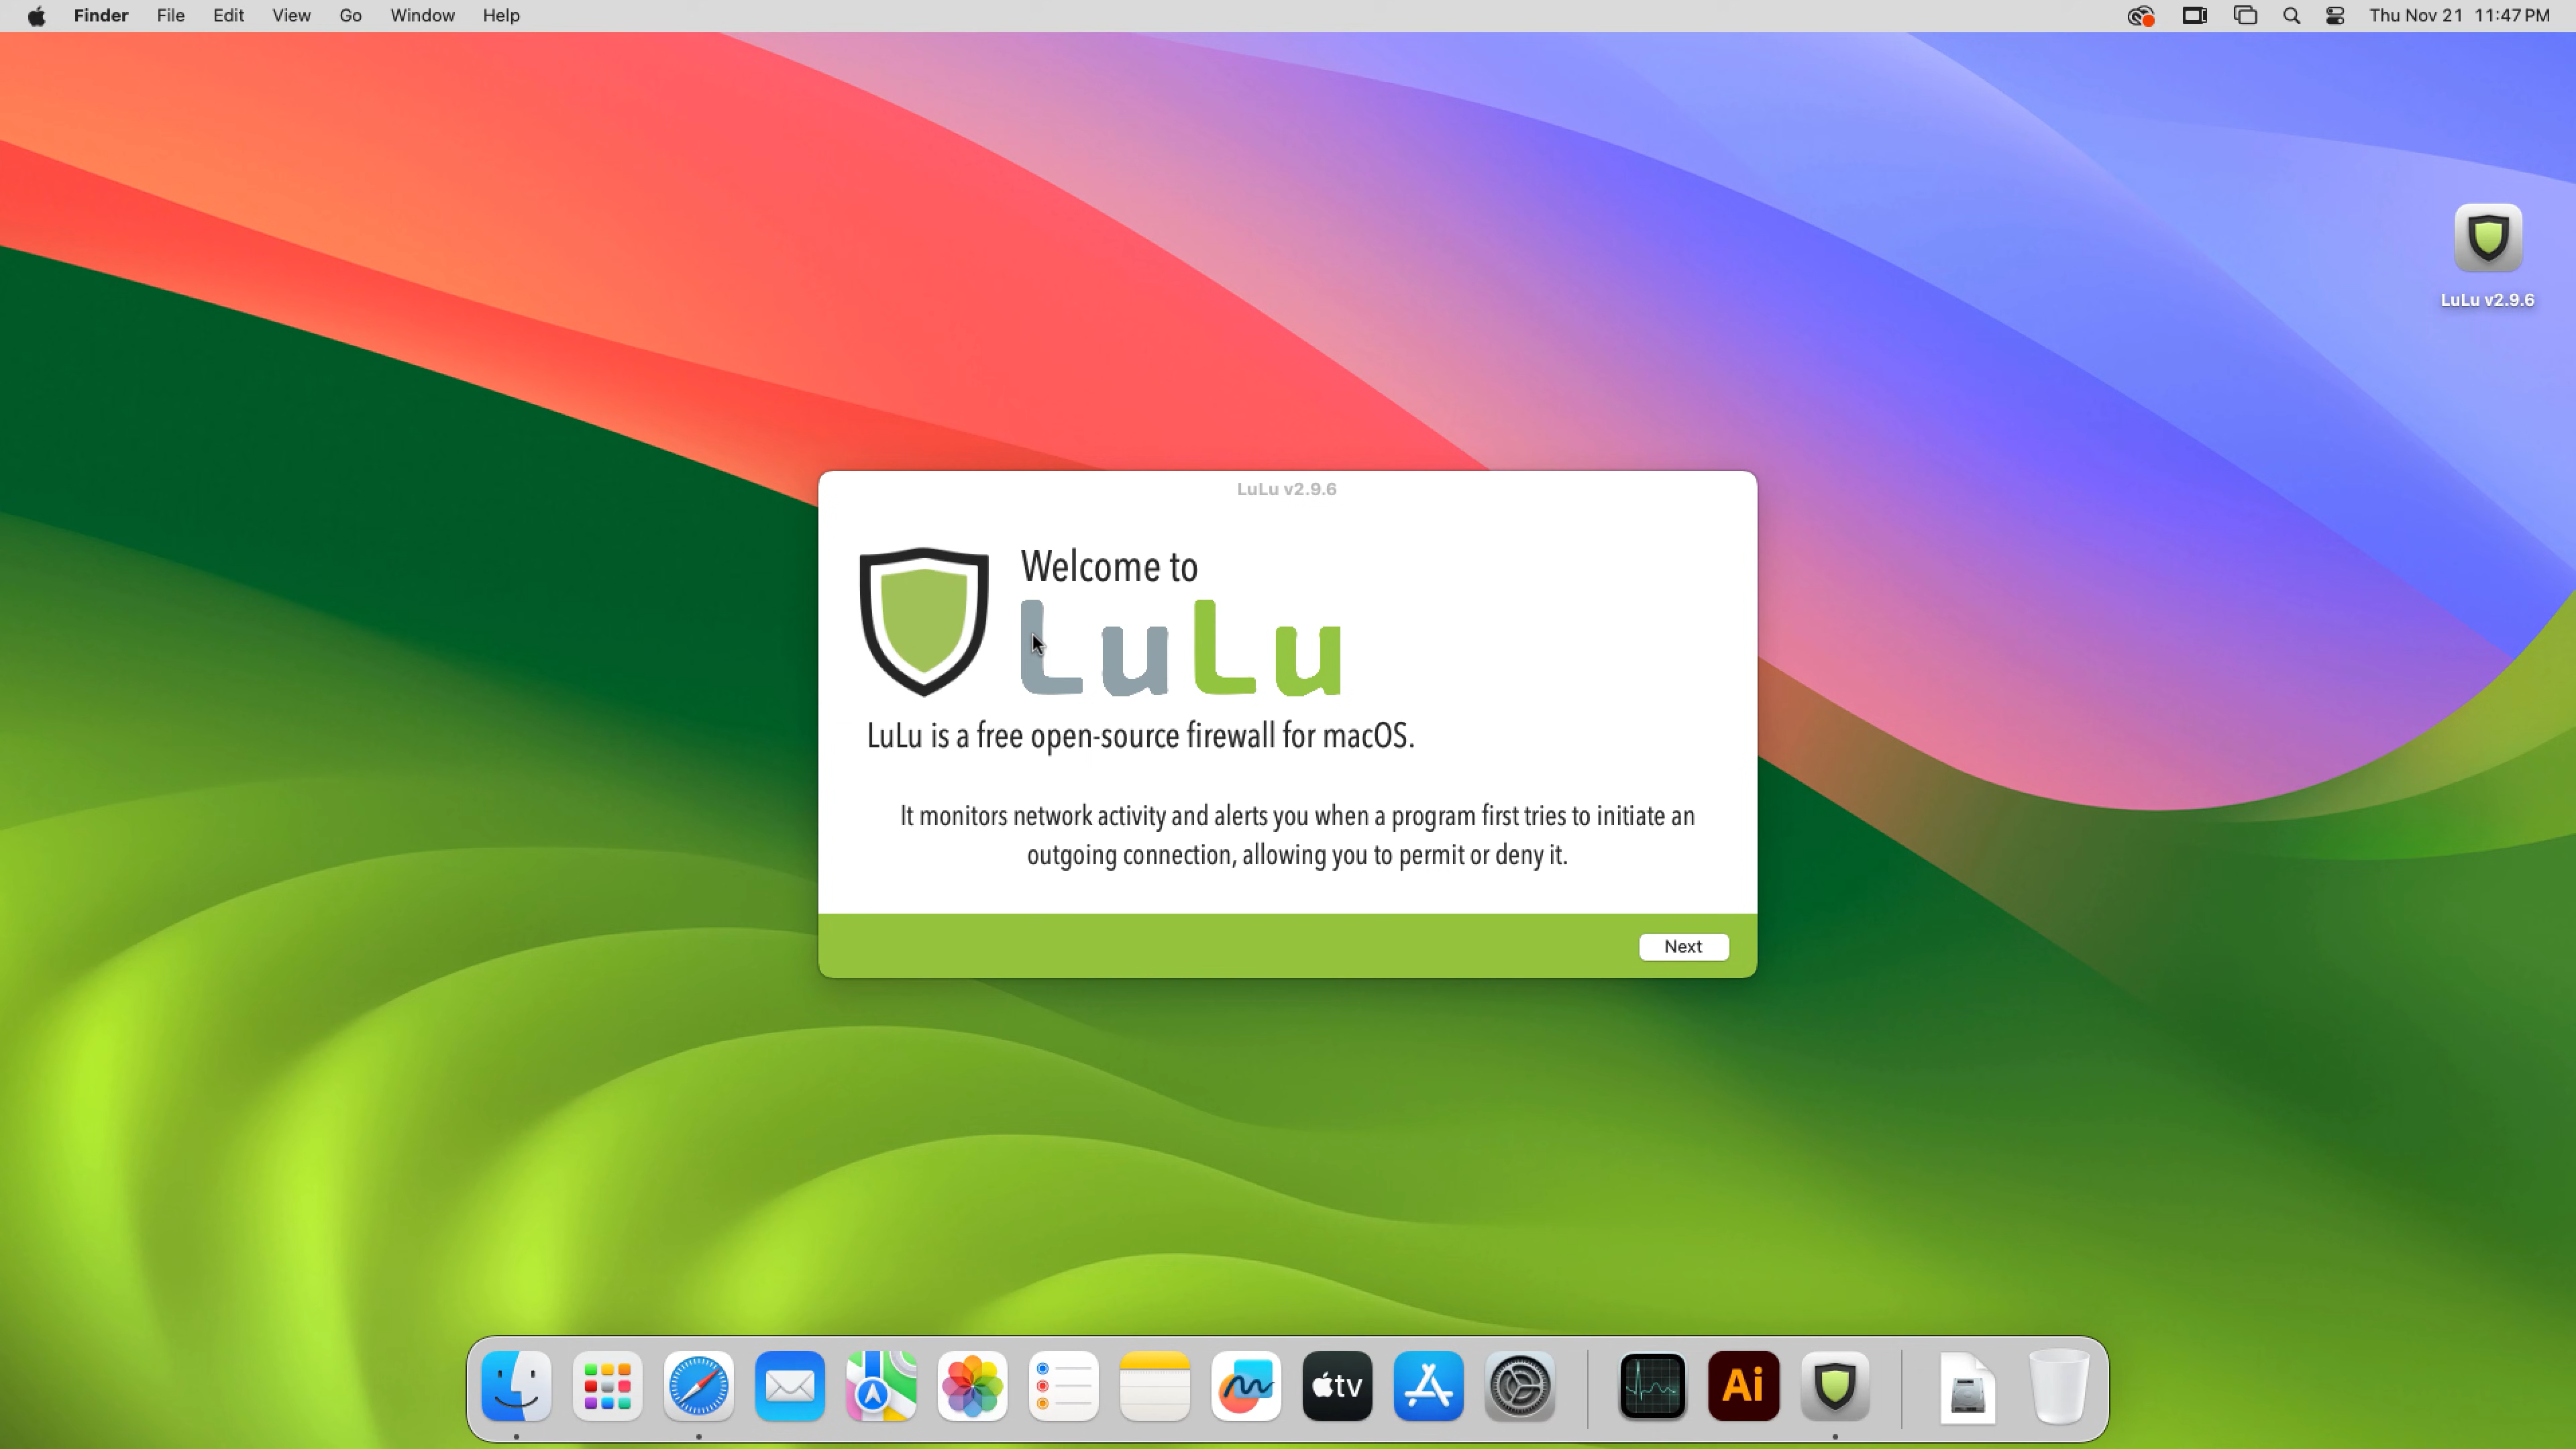 Finder File Edit View Go Window Help Thu Nov 21 11:47 PM
LuLu v2.9.6
LuLu v2.9.6
Welcome to
LuLu
LuLu is a free open-source firewall for macOS.
It monitors network activity and alerts you when a program first tries to initiate an
outgoing connection, allowing you to permit or deny it.
Next
tv Ai